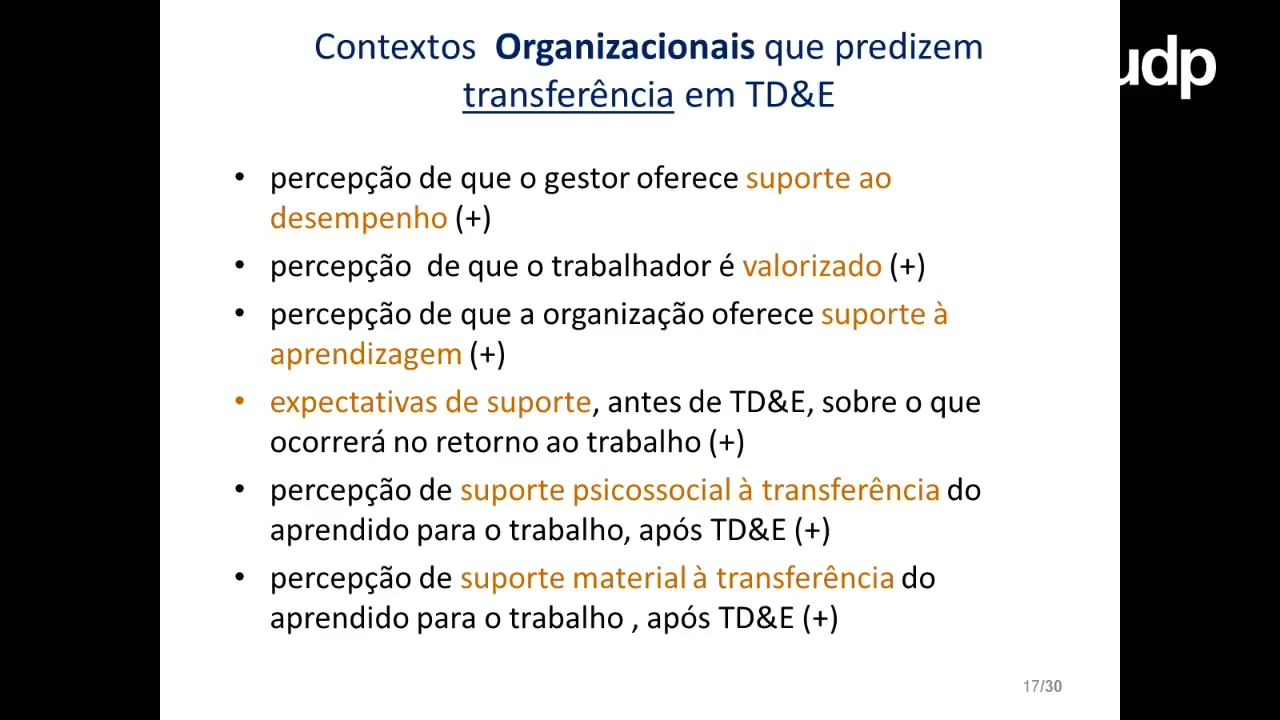 Contextos Organizacionais que predizem
transferência em TD&E
udp
• percepção de que o gestor oferece suporte ao
desempenho (+)
• percepção de que o trabalhador é valorizado (+)
• percepção de que a organização oferece suporte à
aprendizagem (+)
• expectativas de suporte, antes de TD&E, sobre o que
ocorrerá no retorno ao trabalho (+)
• percepção de suporte psicossocial à transferência do
aprendido para o trabalho, após TD&E (+)
• percepção de suporte material à transferência do
aprendido para o trabalho , após TD&E (+)
17/30